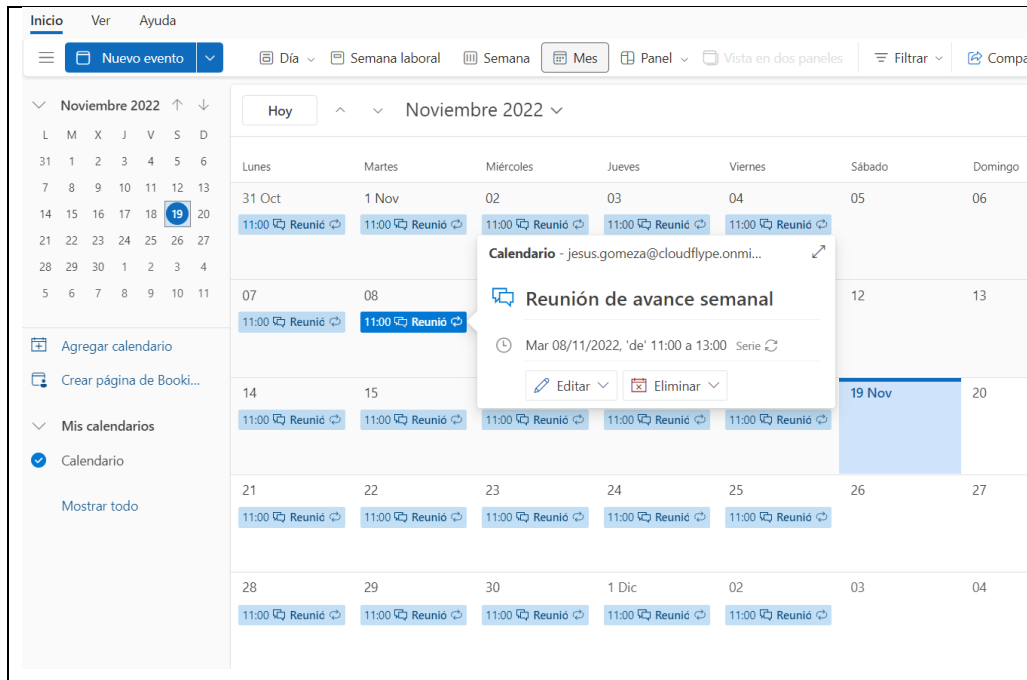 Inicio Ver Ayuda
Nuevo evento Día Semana laboral Semana Mes Panel Vista en dos paneles Filtrar Compa
Noviembre 2022
L M X J V S D
31 1 2 3 4 5 6
7 8 9 10 11 12 13
14 15 16 17 18 19 20
21 22 23 24 25 26 27
28 29 30 1 2 3 4
5 6 7 8 9 10 11
Agregar calendario
Crear página de Booki...
Mis calendarios
Calendario
Mostrar todo
Hoy Noviembre 2022
Lunes Martes Miércoles Jueves Viernes Sábado Domingo
31 Oct 1 Nov 02 03 04 05 06
11:00 Reunió 11:00 Reunió 11:00 Reunió 11:00 Reunió 11:00 Reunió
Calendario - jesus.gomeza@cloudflype.onmi...
Reunión de avance semanal
Mar 08/11/2022, 'de' 11:00 a 13:00 Serie
Editar Eliminar
07 08 12 13
11:00 Reunió 11:00 Reunió
14 15 19 Nov 20
11:00 Reunió 11:00 Reunió 11:00 Reunió 11:00 Reunió 11:00 Reunió
21 22 23 24 25 26 27
11:00 Reunió 11:00 Reunió 11:00 Reunió 11:00 Reunió 11:00 Reunió
28 29 30 1 Dic 02 03 04
11:00 Reunió 11:00 Reunió 11:00 Reunió 11:00 Reunió 11:00 Reunió